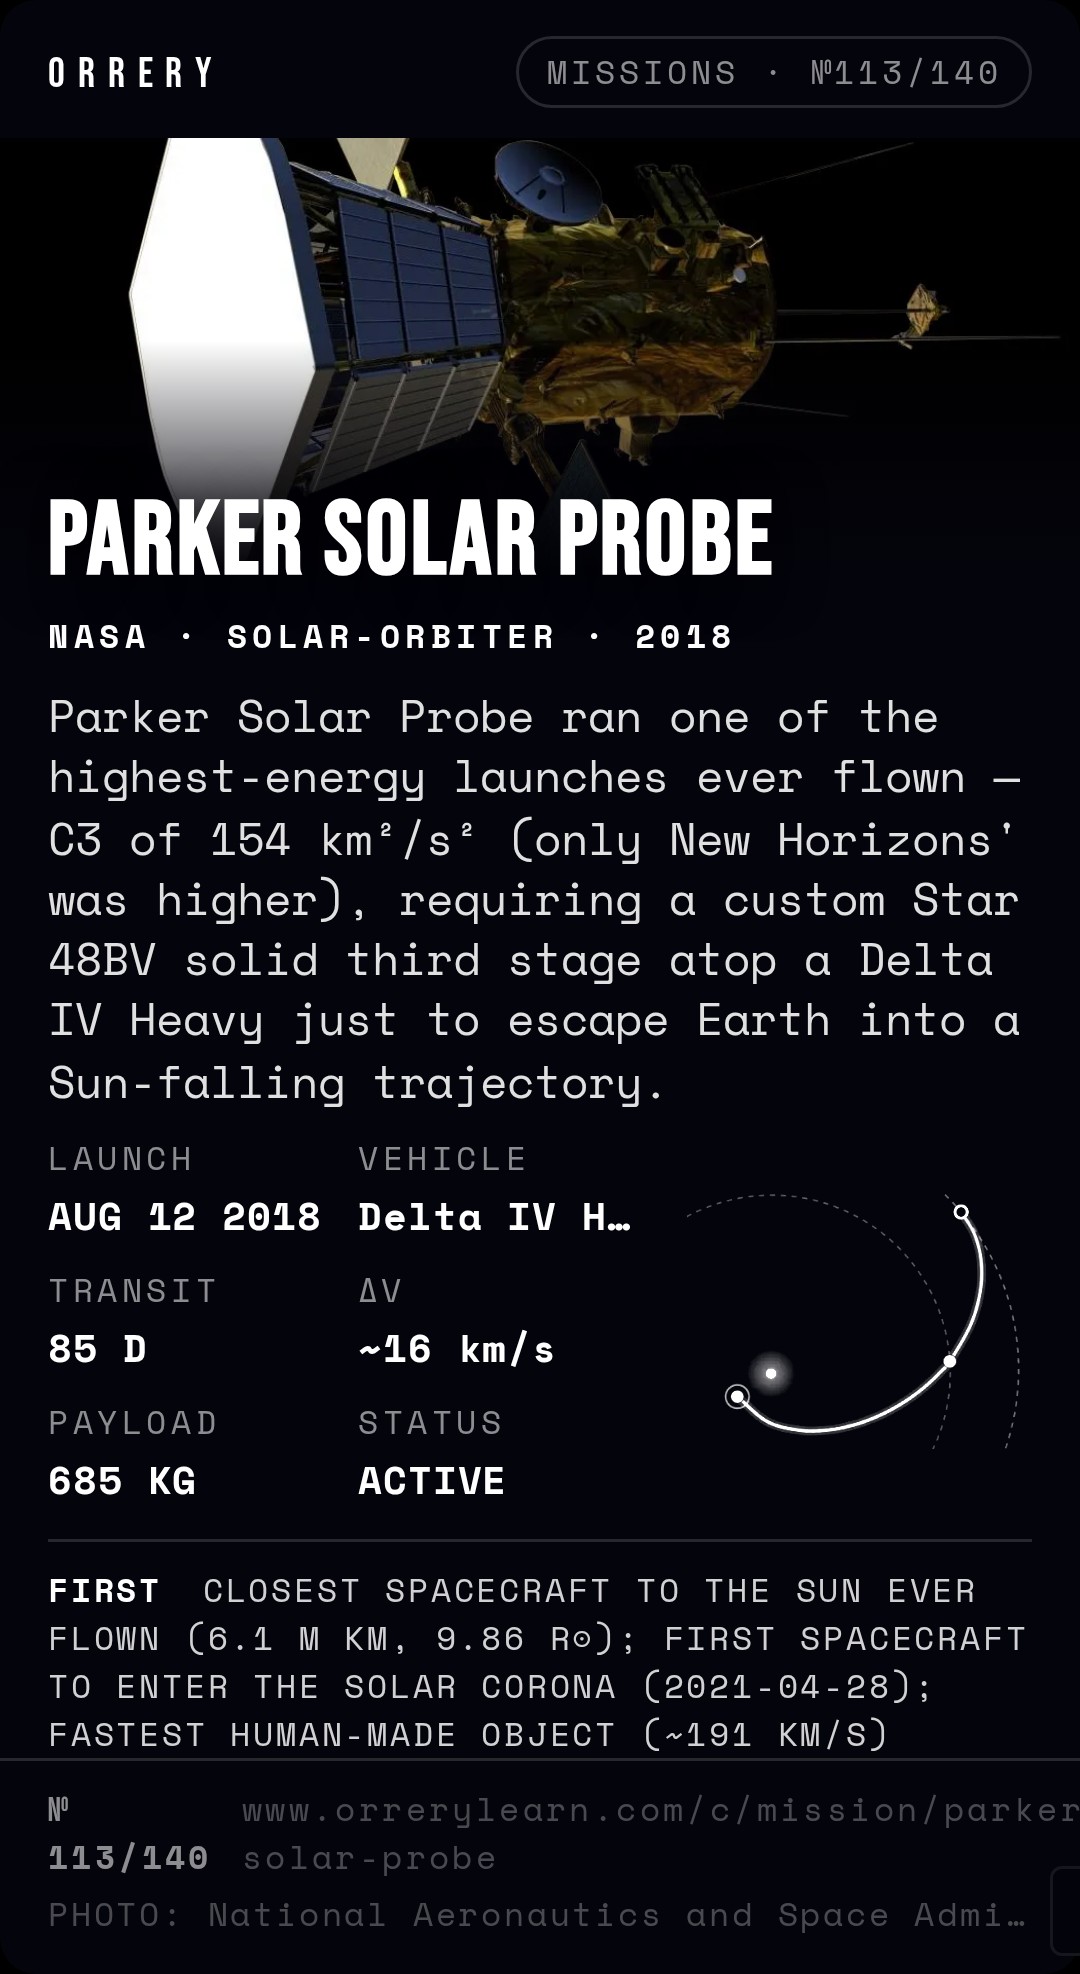 ORRERY
MISSIONS · №113/140
PARKER SOLAR PROBE
NASA · SOLAR-ORBITER · 2018
Parker Solar Probe ran one of the
highest-energy launches ever flown —
C3 of 154 km²/s² (only New Horizons'
was higher), requiring a custom Star
48BV solid third stage atop a Delta
IV Heavy just to escape Earth into a
Sun-falling trajectory.
LAUNCH VEHICLE
AUG 12 2018 Delta IV H…
TRANSIT ΔV
85 D ~16 km/s
PAYLOAD STATUS
685 KG ACTIVE
FIRST CLOSEST SPACECRAFT TO THE SUN EVER
FLOWN (6.1 M KM, 9.86 R☉); FIRST SPACECRAFT
TO ENTER THE SOLAR CORONA (2021-04-28);
FASTEST HUMAN-MADE OBJECT (~191 KM/S)
№ www.orrerylearn.com/c/mission/parker
113/140 solar-probe
PHOTO: National Aeronautics and Space Admi…